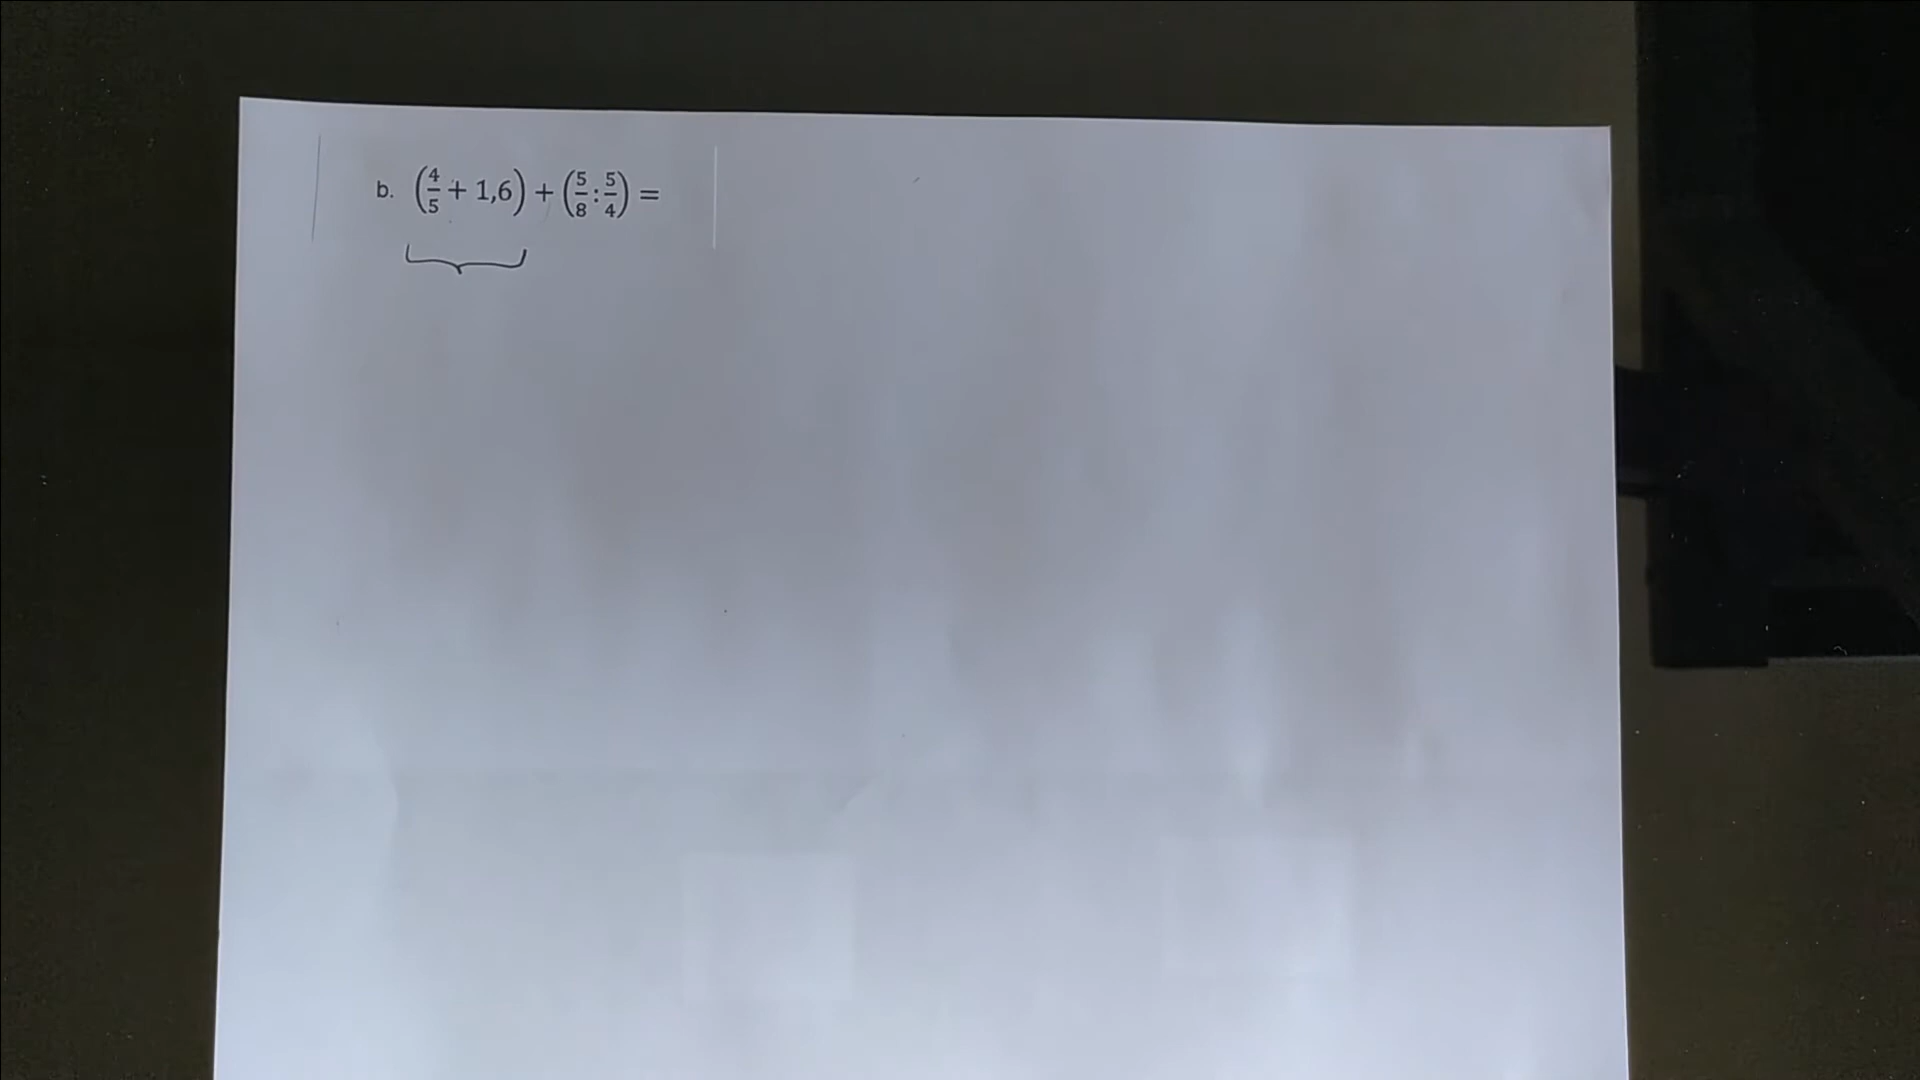 b. (4/5 + 1,6) + (5/8 : 5/4) =